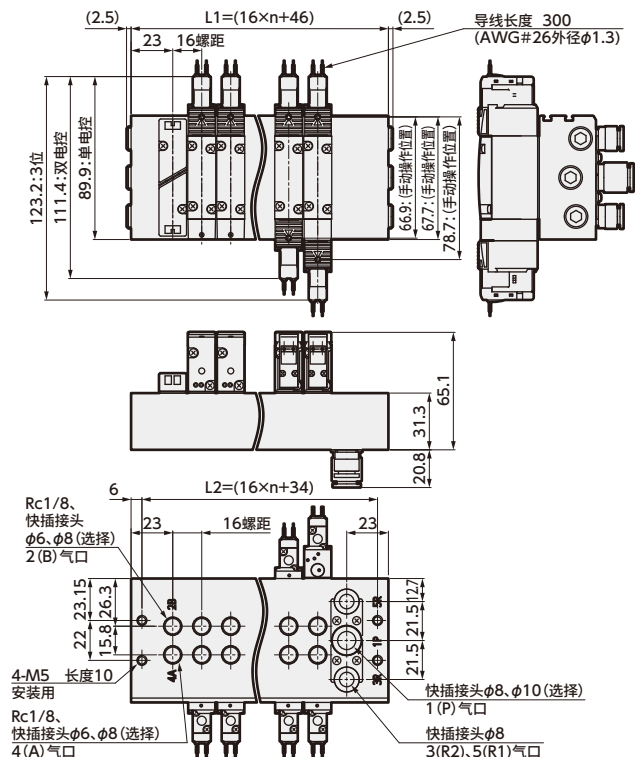 (2.5)
L1=(16×n+46)
(2.5)
23
16螺距
导线长度 300
(AWG#26外径φ1.3)
123.2:3位
111.4:双电控
89.9:单电控
66.9:(手动操作位置)
67.7:(手动操作位置)
78.7:(手动操作位置)
65.1
31.3
20.8
6
L2=(16×n+34)
Rc1/8、
快插接头
φ6、φ8(选择)
2(B)气口
23
16螺距
23
23.15
26.3
22
15.8
2B
4A
12.7
21.5
21.5
5R
1P
3R
4-M5 长度10
安装用
Rc1/8、
快插接头φ6、φ8(选择)
4(A)气口
快插接头φ8、φ10(选择)
1(P)气口
快插接头φ8
3(R2)、5(R1)气口